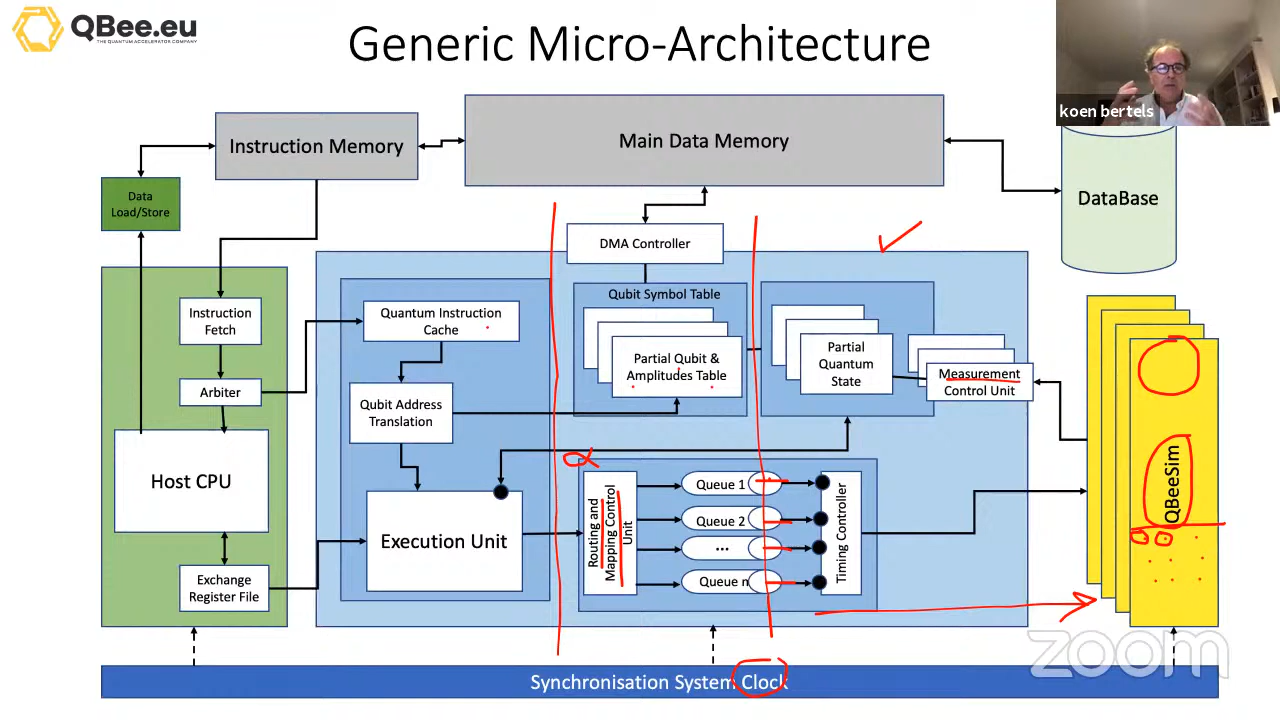 QBee.eu
THE QUANTUM ACCELERATOR COMPANY
Generic Micro-Architecture
koen bertels
Instruction Memory
Main Data Memory
DataBase
Data
Load/Store
DMA Controller
Instruction
Fetch
Arbiter
Host CPU
Exchange
Register File
Quantum Instruction
Cache
Qubit Address
Translation
Execution Unit
Qubit Symbol Table
Partial Qubit &
Amplitudes Table
Partial
Quantum
State
Measurement
Control Unit
α
Routing and
Mapping Control
Unit
Queue 1
Queue 2
...
Queue n
Timing Controller
QBeeSim
zoom
Synchronisation System Clock